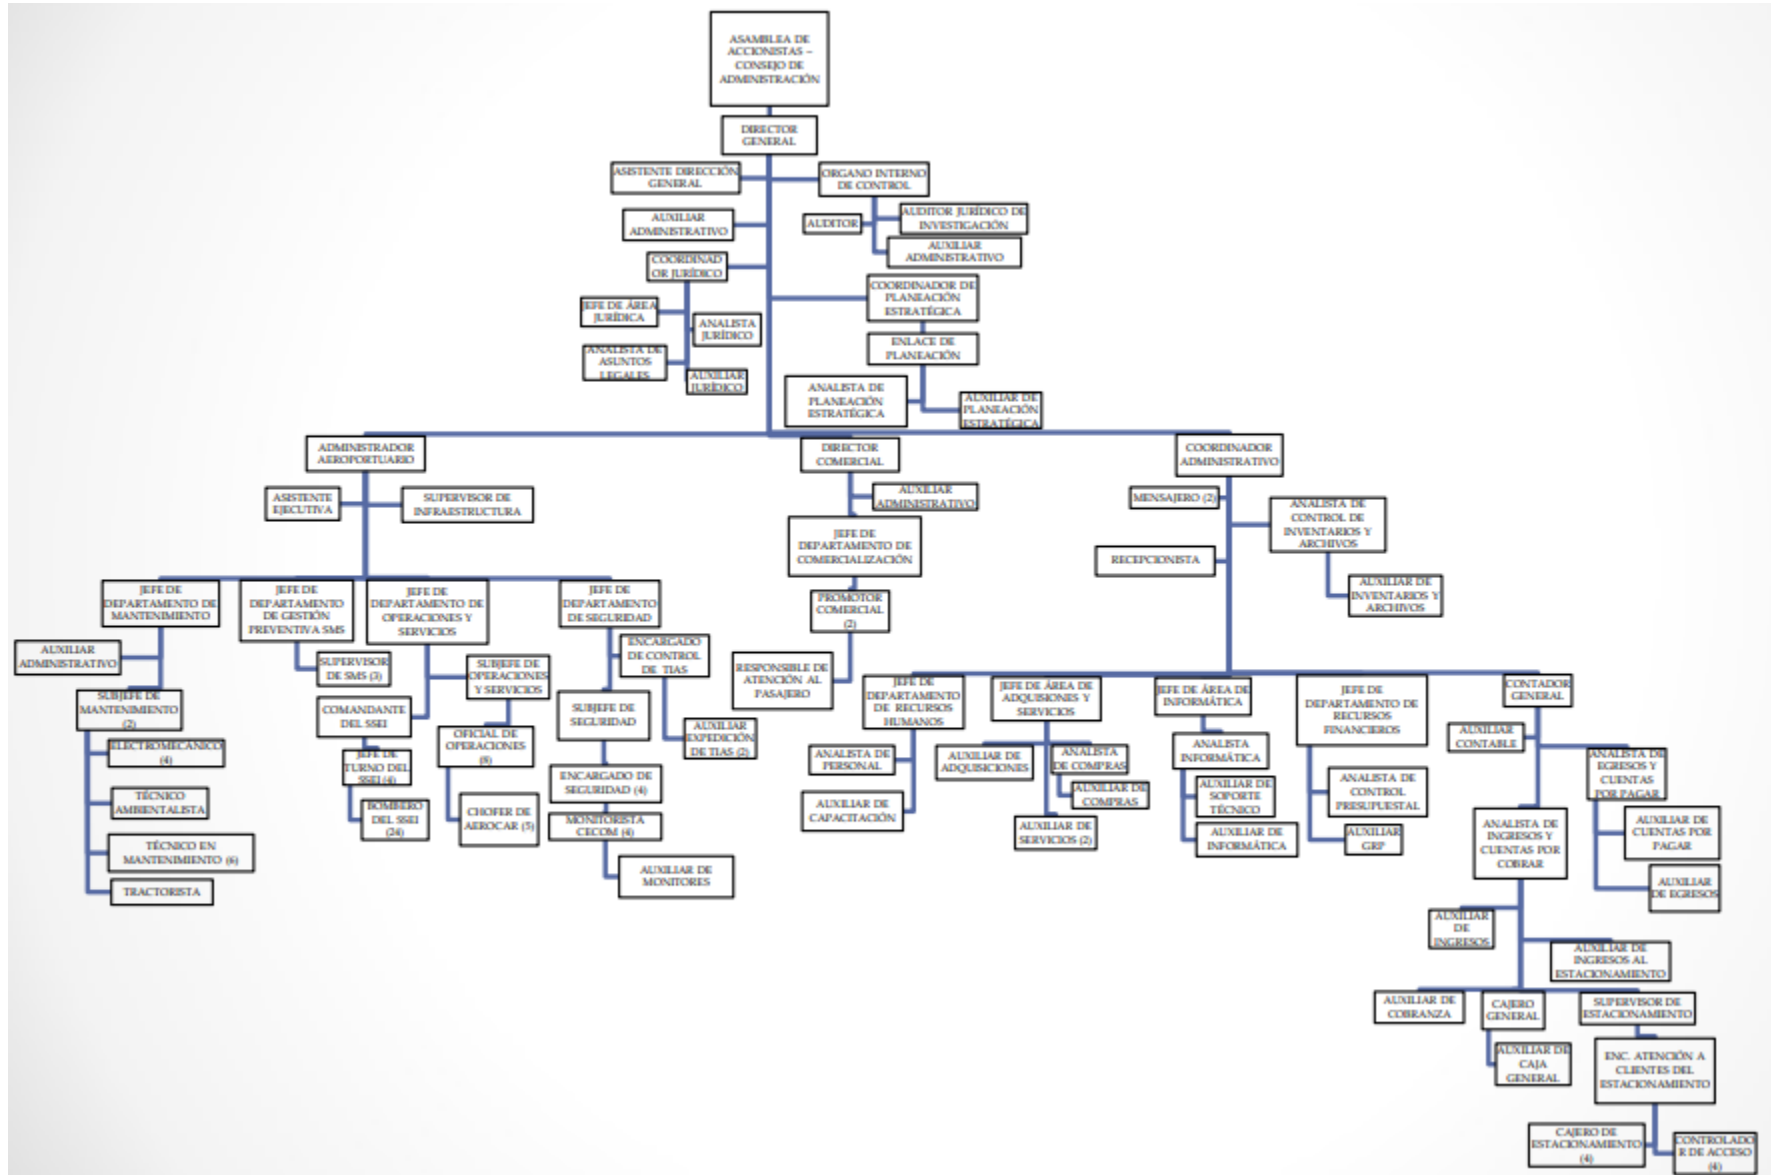 ASAMBLEA DE
ACCIONISTAS –
CONSEJO DE
ADMINISTRACIÓN
DIRECTOR
GENERAL
ASISTENTE DIRECCIÓN
GENERAL
ORGANO INTERNO
DE CONTROL
AUXILIAR
ADMINISTRATIVO
AUDITOR
AUDITOR JURÍDICO DE
INVESTIGACIÓN
AUXILIAR
ADMINISTRATIVO
COORDINAD
OR JURÍDICO
JEFE DE ÁREA
JURÍDICA
ANALISTA
JURÍDICO
ANALISTA DE
ASUNTOS
LEGALES
AUXILIAR
JURÍDICO
COORDINADOR DE
PLANEACIÓN
ESTRATÉGICA
ENLACE DE
PLANEACIÓN
ANALISTA DE
PLANEACIÓN
ESTRATÉGICA
AUXILIAR DE
PLANEACIÓN
ESTRATÉGICA
ADMINISTRADOR
AEROPORTUARIO
DIRECTOR
COMERCIAL
COORDINADOR
ADMINISTRATIVO
ASISTENTE
EJECUTIVA
SUPERVISOR DE
INFRAESTRUCTURA
AUXILIAR
ADMINISTRATIVO
JEFE DE
DEPARTAMENTO DE
COMERCIALIZACIÓN
PROMOTOR
COMERCIAL
(2)
RESPONSIBLE DE
ATENCIÓN AL
PASAJERO
MENSAJERO (2)
ANALISTA DE
CONTROL DE
INVENTARIOS Y
ARCHIVOS
RECEPCIONISTA
AUXILIAR DE
INVENTARIOS Y
ARCHIVOS
JEFE DE
DEPARTAMENTO DE
MANTENIMIENTO
JEFE DE
DEPARTAMENTO
DE GESTIÓN
PREVENTIVA SMS
JEFE DE
DEPARTAMENTO DE
OPERACIONES Y
SERVICIOS
JEFE DE
DEPARTAMENTO
DE SEGURIDAD
AUXILIAR
ADMINISTRATIVO
SUBJEFE DE
MANTENIMIENTO
(2)
ELECTROMECÁNICO
(4)
TÉCNICO
AMBIENTALISTA
TÉCNICO EN
MANTENIMIENTO (6)
TRACTORISTA
SUPERVISOR
DE SMS (3)
COMANDANTE
DEL SSEI
JEFE DE
TURNO DEL
SSEI (4)
BOMBERO
DEL SSEI
(24)
SUBJEFE DE
OPERACIONES
Y SERVICIOS
OFICIAL DE
OPERACIONES
(8)
CHOFER DE
AEROCAR (5)
ENCARGADO
DE CONTROL
DE TIAS
SUBJEFE DE
SEGURIDAD
AUXILIAR
EXPEDICIÓN
DE TIAS (2)
ENCARGADO DE
SEGURIDAD (4)
MONITORISTA
CECOM (4)
AUXILIAR DE
MONITORES
JEFE DE
DEPARTAMENTO
DE RECURSOS
HUMANOS
JEFE DE ÁREA DE
ADQUISIONES Y
SERVICIOS
JEFE DE ÁREA DE
INFORMÁTICA
JEFE DE
DEPARTAMENTO DE
RECURSOS
FINANCIEROS
CONTADOR
GENERAL
ANALISTA DE
PERSONAL
AUXILIAR DE
CAPACITACIÓN
AUXILIAR DE
ADQUISICIONES
ANALISTA
DE COMPRAS
AUXILIAR DE
COMPRAS
AUXILIAR DE
SERVICIOS (2)
ANALISTA
INFORMÁTICA
AUXILIAR DE
SOPORTE
TÉCNICO
AUXILIAR DE
INFORMÁTICA
ANALISTA DE
CONTROL
PRESUPUESTAL
AUXILIAR
GRP
AUXILIAR
CONTABLE
ANALISTA DE
EGRESOS Y
CUENTAS
POR PAGAR
ANALISTA DE
INGRESOS Y
CUENTAS POR
COBRAR
AUXILIAR DE
CUENTAS POR
PAGAR
AUXILIAR
DE EGRESOS
AUXILIAR
DE
INGRESOS
AUXILIAR DE
INGRESOS AL
ESTACIONAMIENTO
AUXILIAR DE
COBRANZA
CAJERO
GENERAL
SUPERVISOR DE
ESTACIONAMIENTO
AUXILIAR DE
CAJA
GENERAL
ENC. ATENCIÓN A
CLIENTES DEL
ESTACIONAMIENTO
CAJERO DE
ESTACIONAMIENTO
(4)
CONTROLADO
R DE ACCESO
(4)